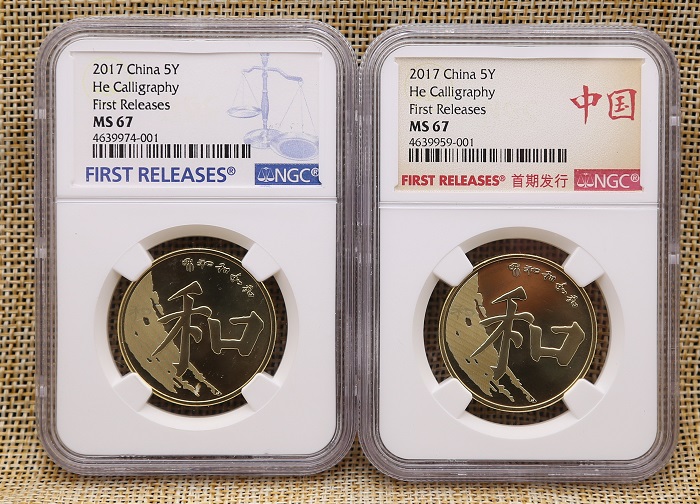 2017 China 5Y
He Calligraphy
First Releases
MS 67
4639974-001
FIRST RELEASES® NGC®
和
2017 China 5Y
He Calligraphy
First Releases
MS 67
4639959-001
中国
FIRST RELEASES® 首期发行 NGC®
和